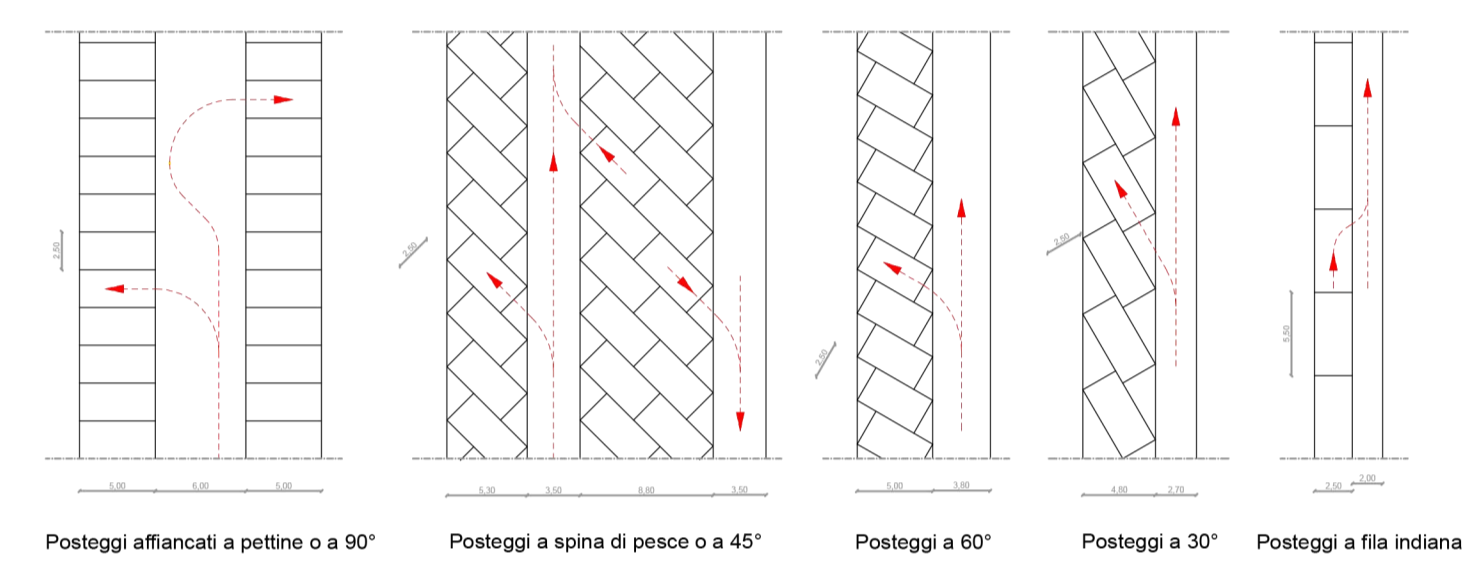 2,50
5,00 6,00 5,00
Posteggi affiancati a pettine o a 90°
2,50
5,30 3,50 8,80 3,50
Posteggi a spina di pesce o a 45°
2,50
5,00 3,80
Posteggi a 60°
2,50
4,80 2,70
Posteggi a 30°
5,50
2,50 2,00
Posteggi a fila indiana